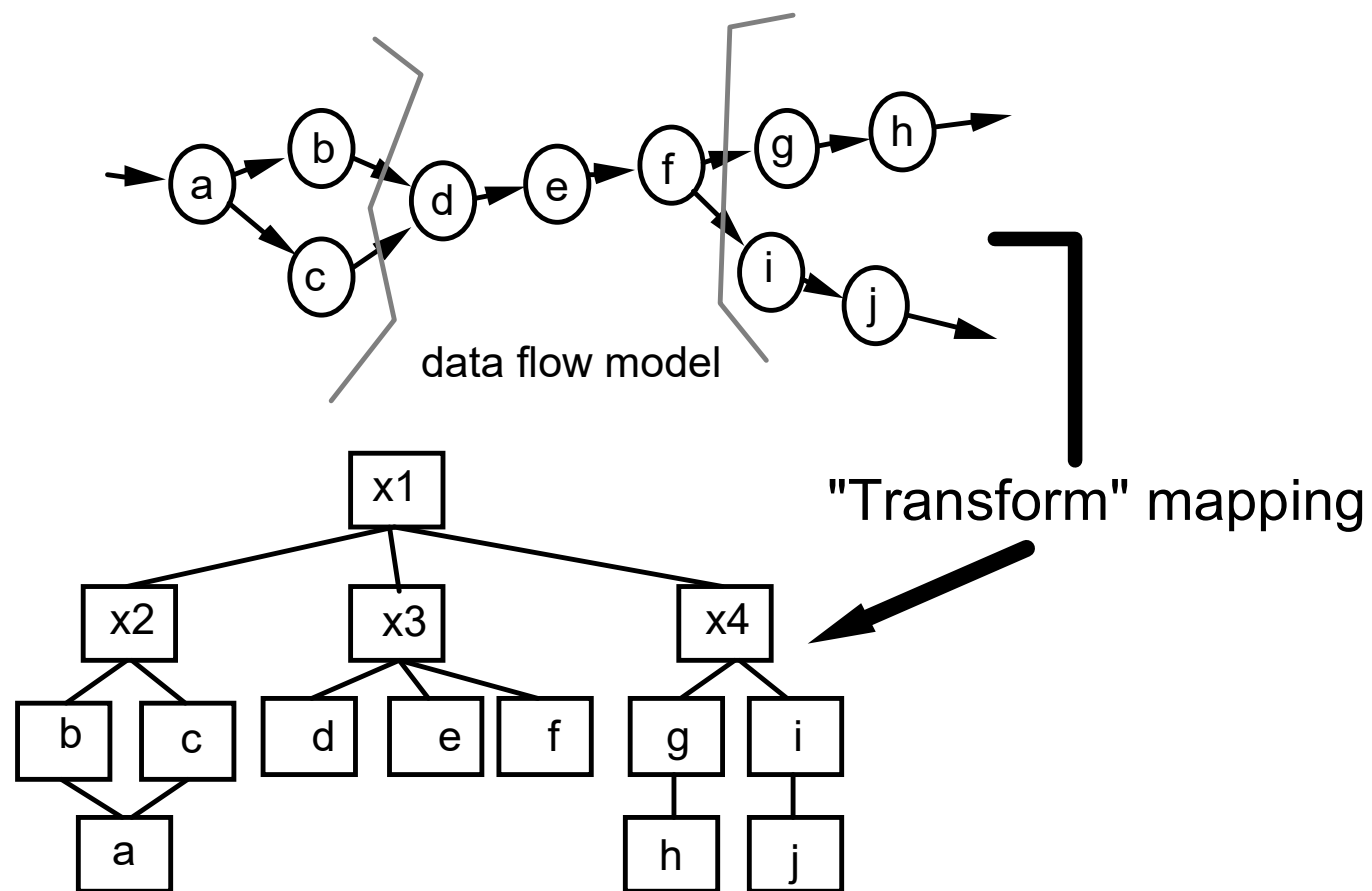 a
b
c
d
e
f
g
h
i
j
data flow model
"Transform" mapping
x1
x2
x3
x4
b
c
d
e
f
g
i
a
h
j